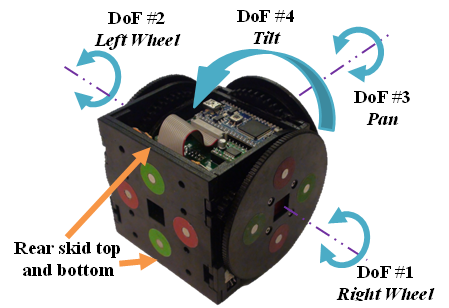 DoF #2
Left Wheel
DoF #4
Tilt
DoF #3
Pan
Rear skid top
and bottom
DoF #1
Right Wheel